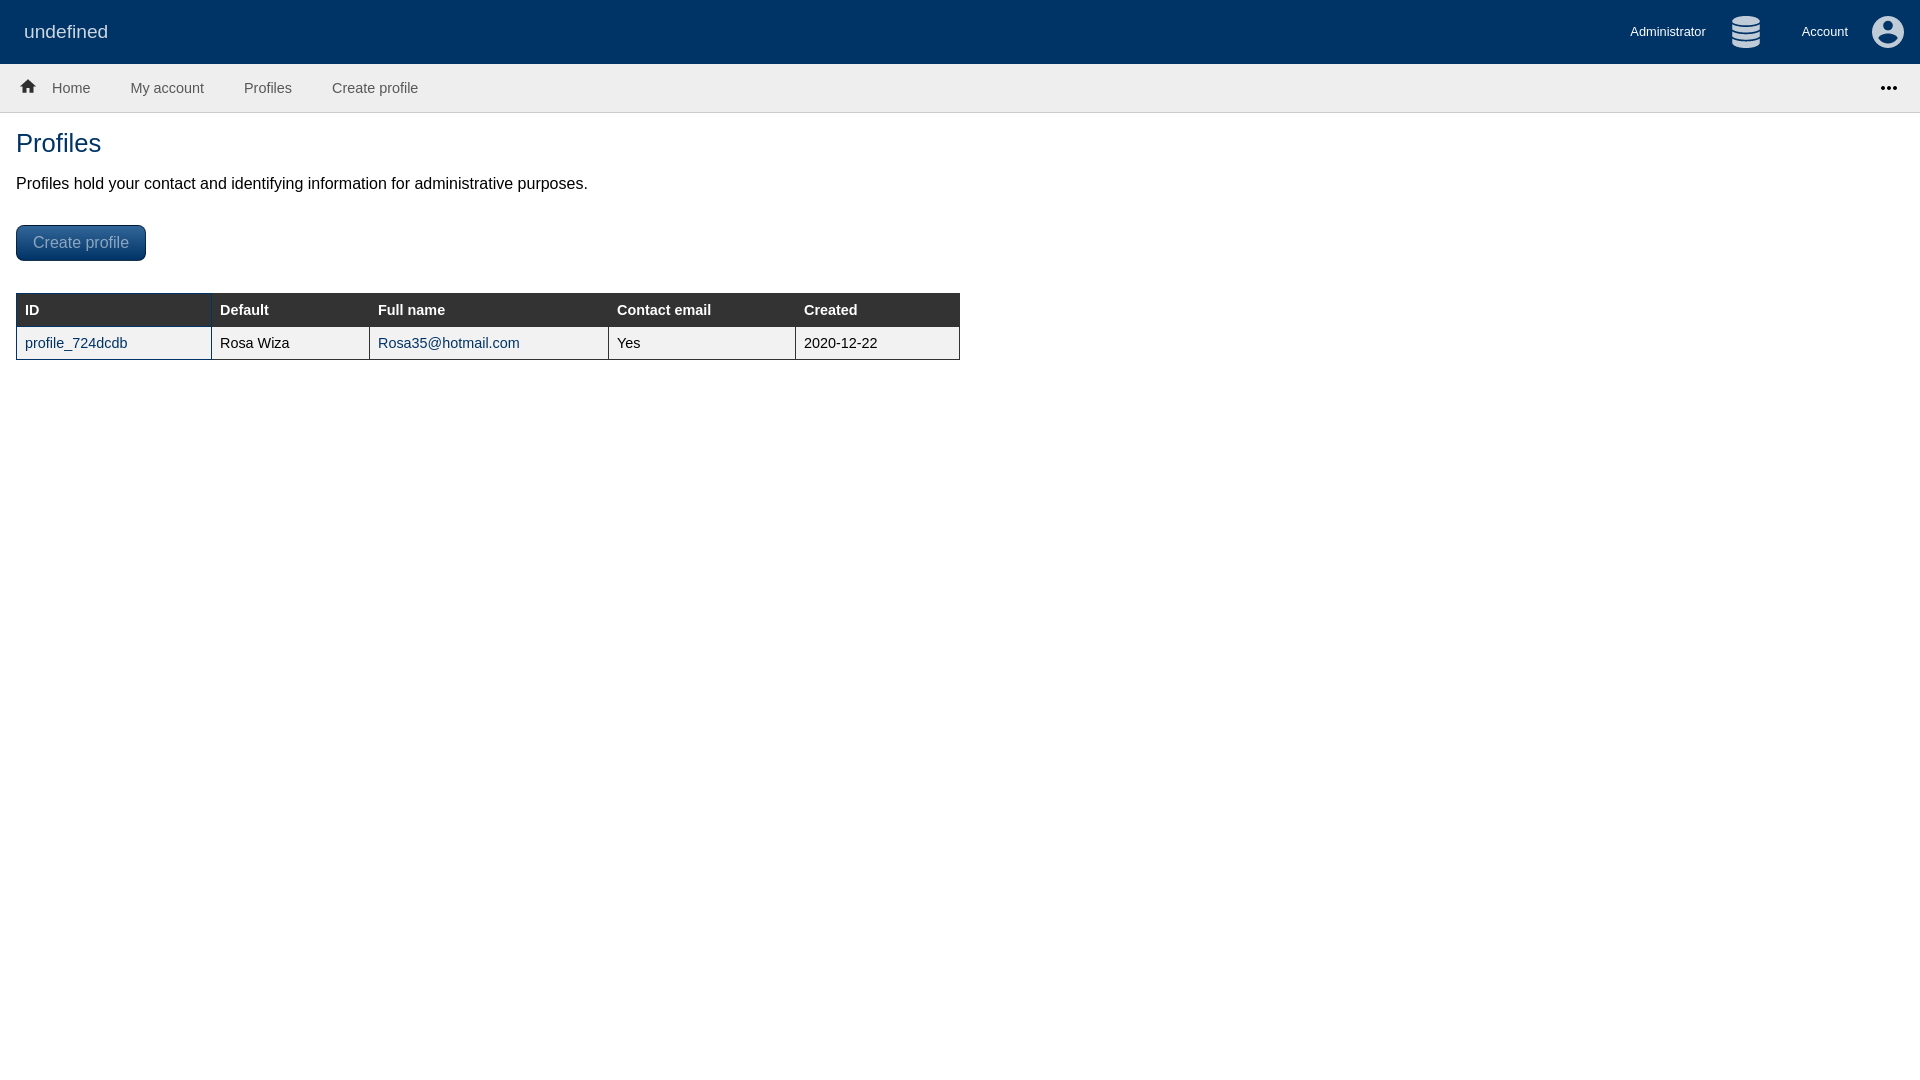 undefined
Administrator
Account
Home
My account
Profiles
Create profile
Profiles
Profiles hold your contact and identifying information for administrative purposes.
Create profile
ID Default Full name Contact email Created
profile_724dcdb Rosa Wiza Rosa35@hotmail.com Yes 2020-12-22